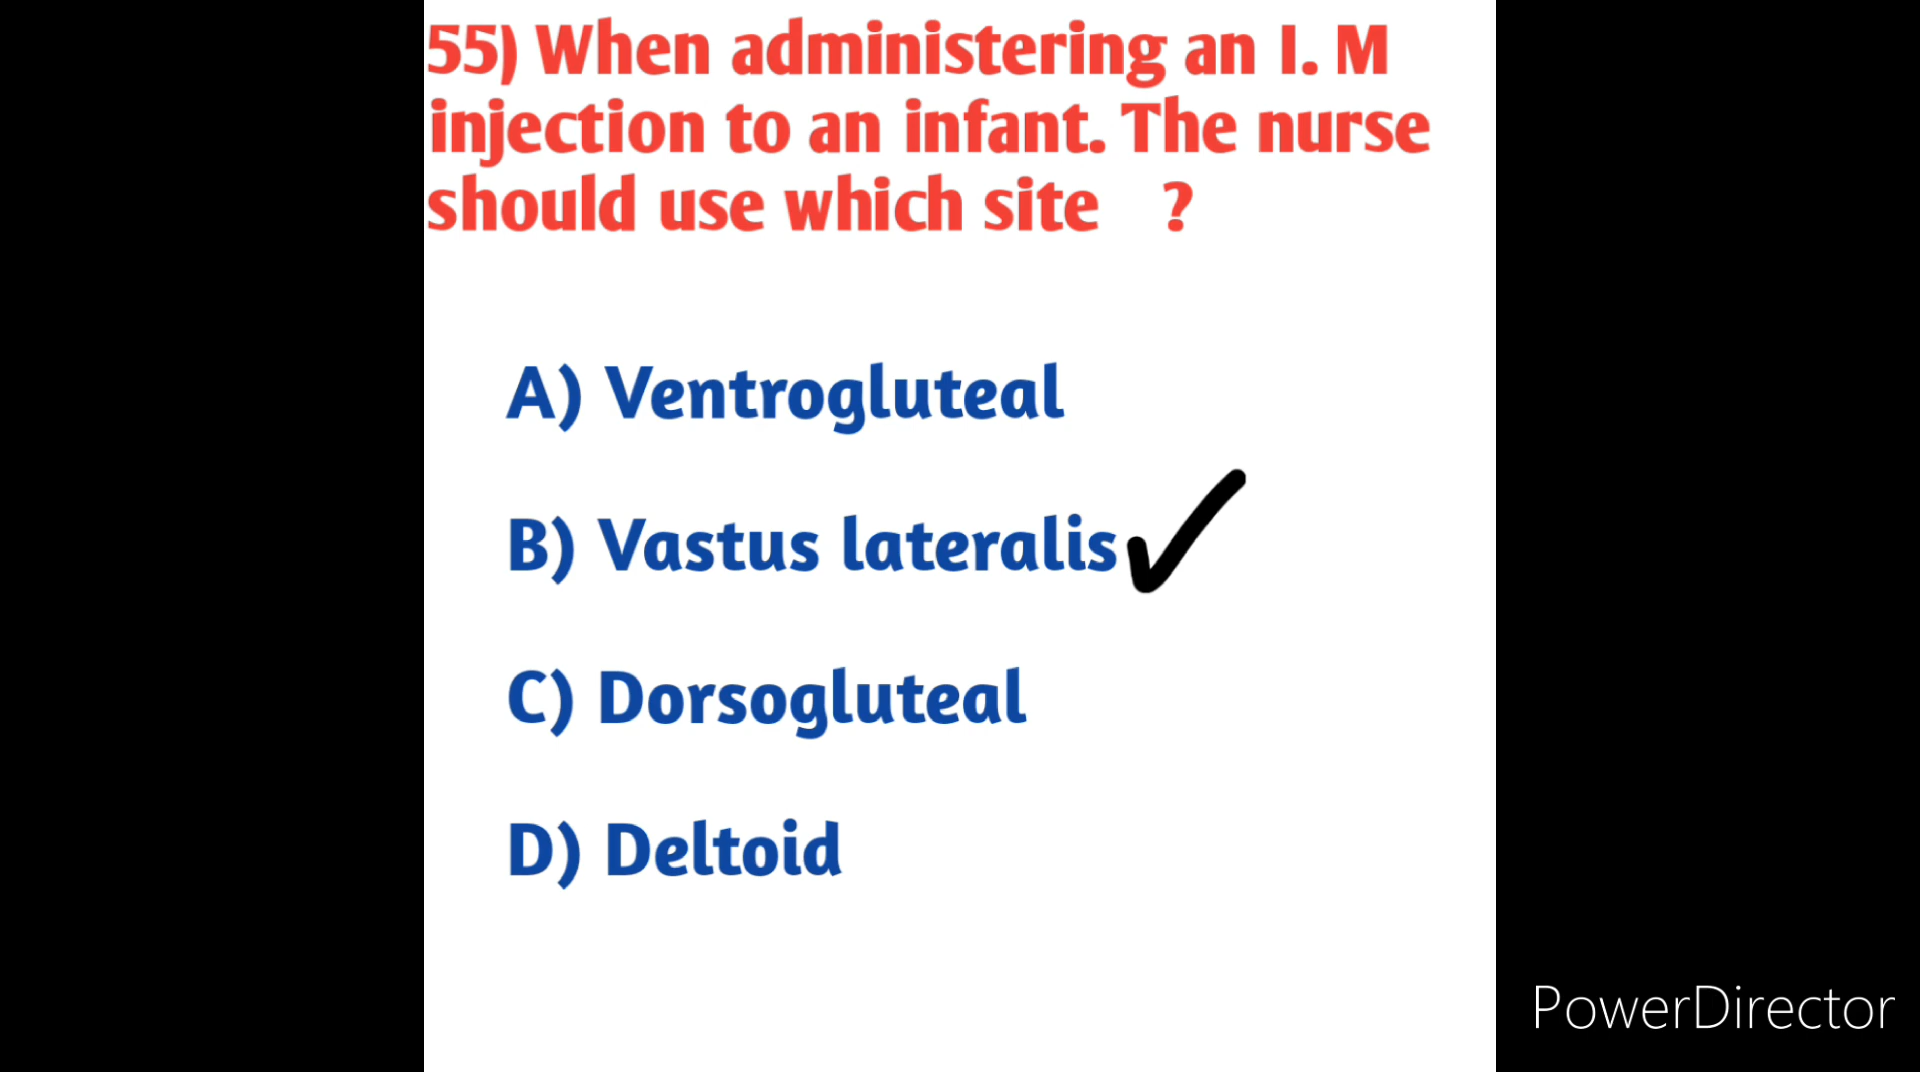 55) When administering an I. M
injection to an infant. The nurse
should use which site ?
A) Ventrogluteal
B) Vastus lateralis
C) Dorsogluteal
D) Deltoid
PowerDirector